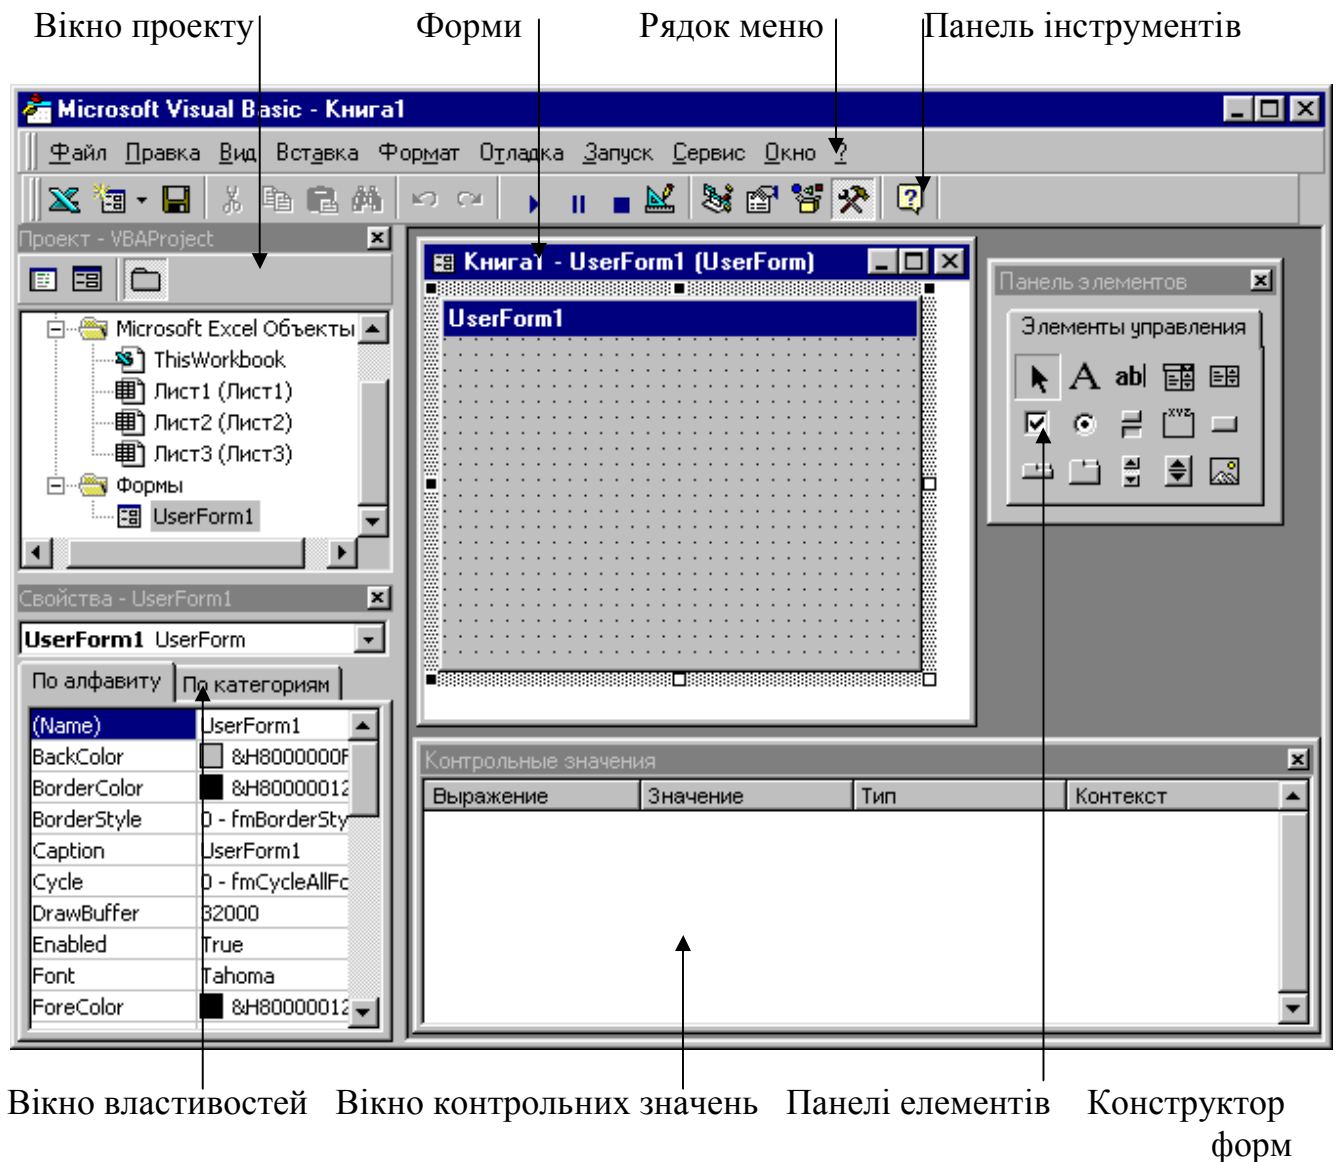 Вікно проекту Форми Рядок меню Панель інструментів
Microsoft Visual Basic - Книга1
Файл Правка Вид Вставка Формат Отладка Запуск Сервис Окно ?
Проект - VBAProject
Microsoft Excel Объекты
ThisWorkbook
Лист1 (Лист1)
Лист2 (Лист2)
Лист3 (Лист3)
Формы
UserForm1
Книга1 - UserForm1 (UserForm)
UserForm1
Панель элементов
Элементы управления
A ab
XYZ
Свойства - UserForm1
UserForm1 UserForm
По алфавиту По категориям
(Name) UserForm1
BackColor &H8000000F
BorderColor &H80000012
BorderStyle 0 - fmBorderSty
Caption UserForm1
Cycle 0 - fmCycleAllFo
DrawBuffer 32000
Enabled True
Font Tahoma
ForeColor &H80000012
Контрольные значения
Выражение Значение Тип Контекст
Вікно властивостей Вікно контрольних значень Панелі елементів Конструктор
форм